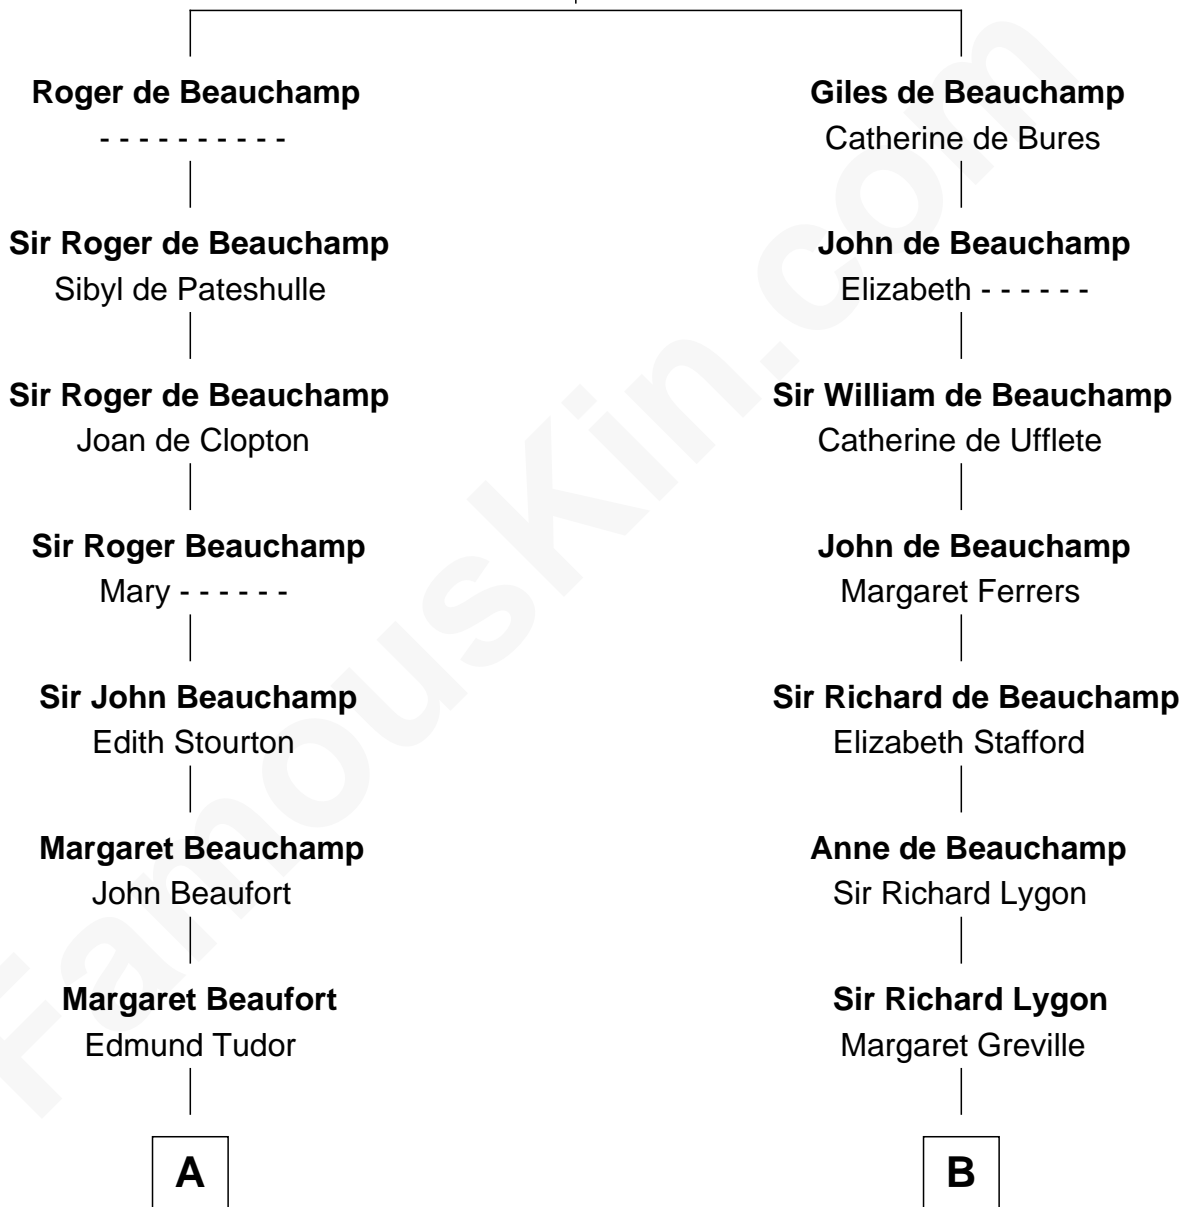 Roger de Beauchamp
- - - - - - - - - -
Sir Roger de Beauchamp
Sibyl de Pateshulle
Sir Roger de Beauchamp
Joan de Clopton
Sir Roger Beauchamp
Mary - - - - - -
Sir John Beauchamp
Edith Stourton
Margaret Beauchamp
John Beaufort
Margaret Beaufort
Edmund Tudor
A
Giles de Beauchamp
Catherine de Bures
John de Beauchamp
Elizabeth - - - - - -
Sir William de Beauchamp
Catherine de Ufflete
John de Beauchamp
Margaret Ferrers
Sir Richard de Beauchamp
Elizabeth Stafford
Anne de Beauchamp
Sir Richard Lygon
Sir Richard Lygon
Margaret Greville
B
FamousKin.com